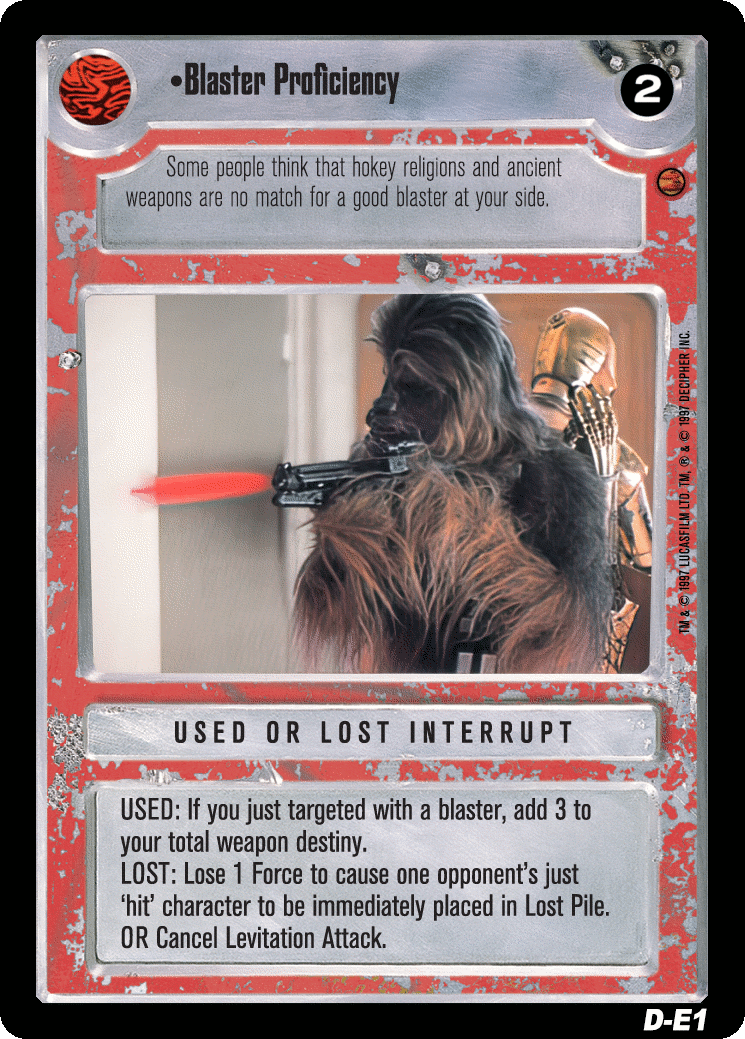 •Blaster Proficiency
2
Some people think that hokey religions and ancient
weapons are no match for a good blaster at your side.
TM & © 1997 LUCASFILM LTD. TM, ® & © 1997 DECIPHER INC.
USED OR LOST INTERRUPT
USED: If you just targeted with a blaster, add 3 to
your total weapon destiny.
LOST: Lose 1 Force to cause one opponent's just
‘hit’ character to be immediately placed in Lost Pile.
OR Cancel Levitation Attack.
D-E1